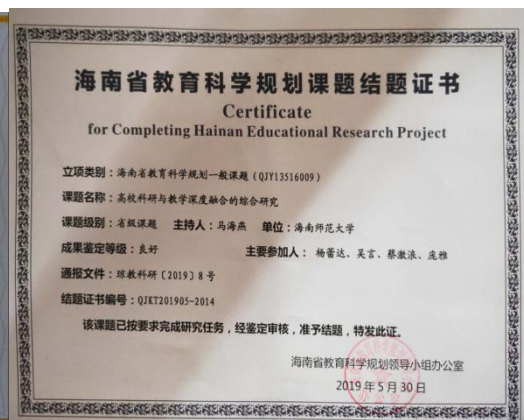 海南省教育科学规划课题结题证书
Certificate
for Completing Hainan Educational Research Project
立项类别：海南省教育科学规划一般课题（QJY13516009）
课题名称：高校科研与教学深度融合的综合研究
课题级别：省级课题 主持人：马海燕 单位：海南师范大学
成果鉴定等级：良好 主要参加人：杨蕾达、吴言、蔡激浪、庞雅
通报文件：琼教科研〔2019〕8号
结题证书编号：QJKT201905-2014
该课题已按要求完成研究任务，经鉴定审核，准予结题，特发此证。
海南省教育科学规划领导小组办公室
2019年5月30日